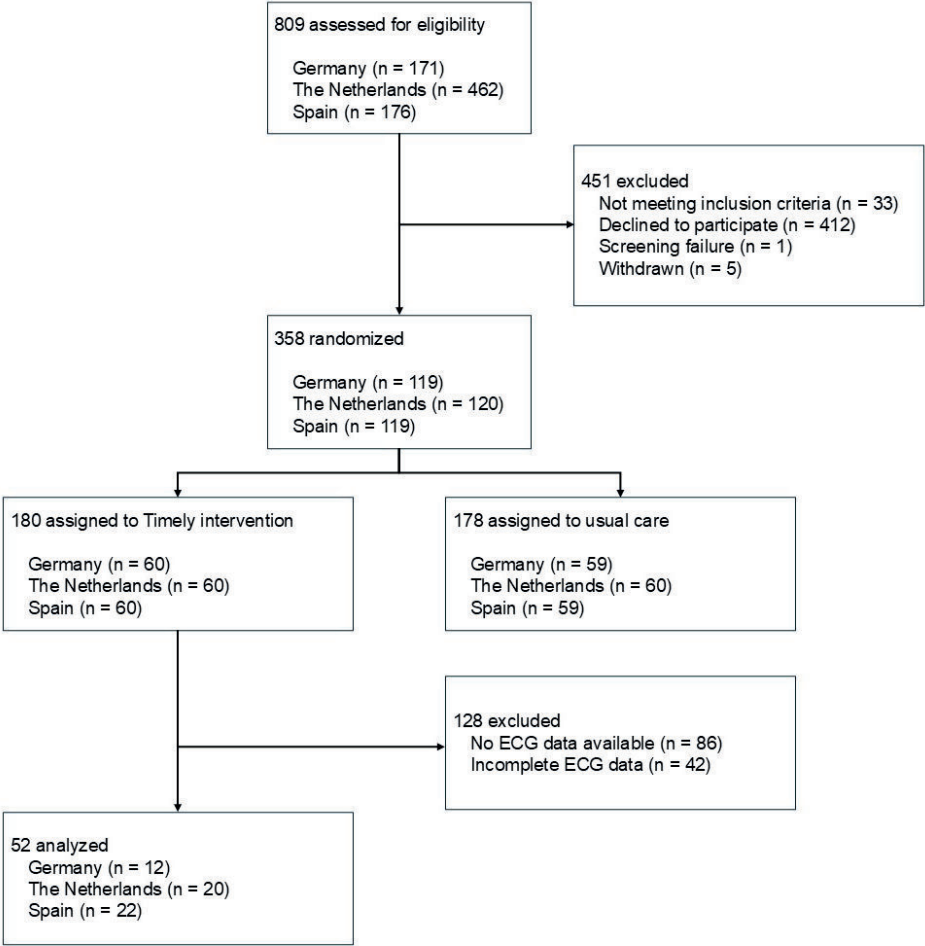 809 assessed for eligibility
Germany (n = 171)
The Netherlands (n = 462)
Spain (n = 176)
451 excluded
Not meeting inclusion criteria (n = 33)
Declined to participate (n = 412)
Screening failure (n = 1)
Withdrawn (n = 5)
358 randomized
Germany (n = 119)
The Netherlands (n = 120)
Spain (n = 119)
180 assigned to Timely intervention
Germany (n = 60)
The Netherlands (n = 60)
Spain (n = 60)
178 assigned to usual care
Germany (n = 59)
The Netherlands (n = 60)
Spain (n = 59)
128 excluded
No ECG data available (n = 86)
Incomplete ECG data (n = 42)
52 analyzed
Germany (n = 12)
The Netherlands (n = 20)
Spain (n = 22)